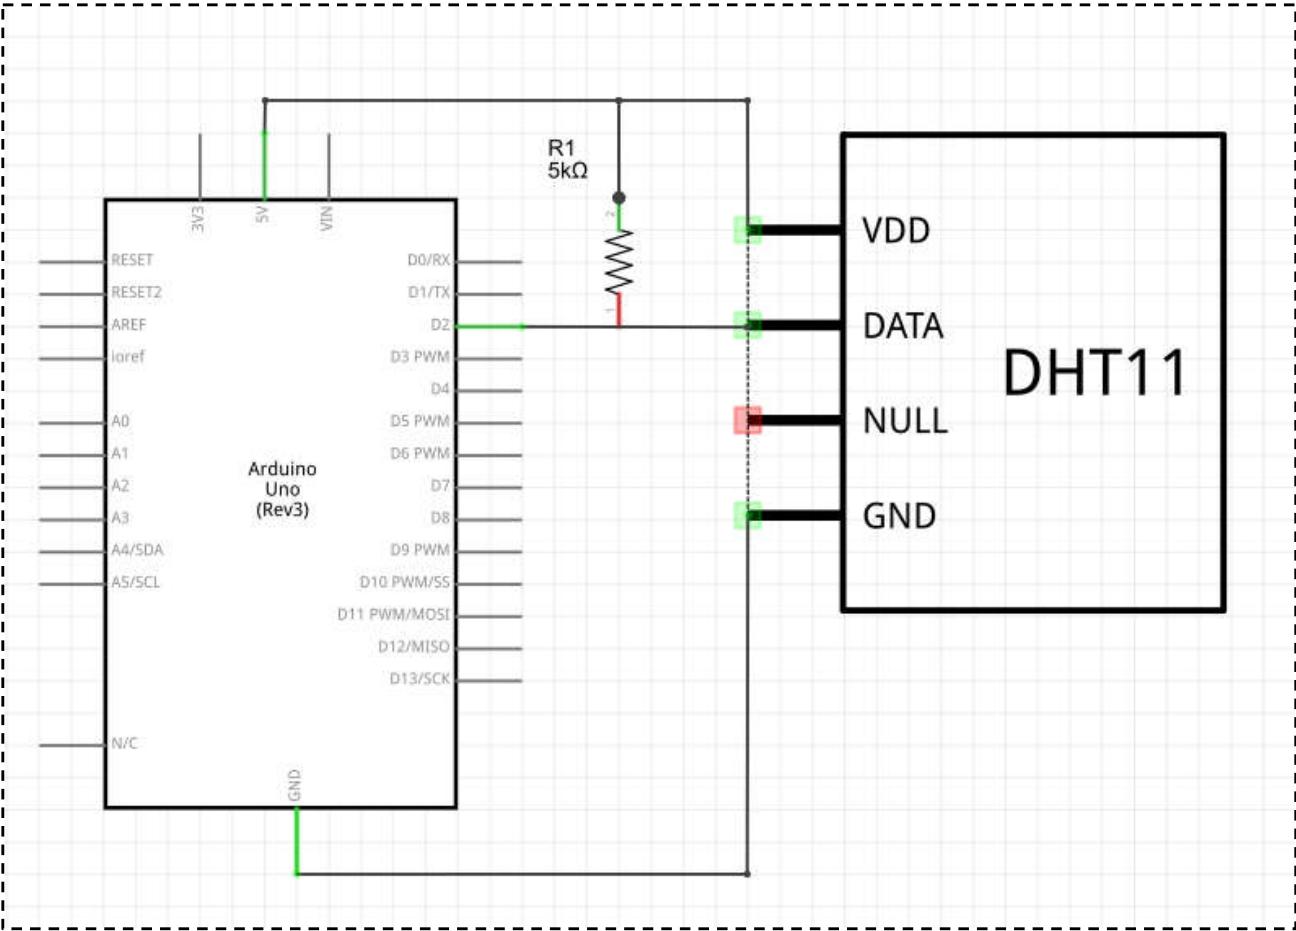 R1
5kΩ
2
1
3V3
5V
VIN
RESET
RESET2
AREF
ioref
A0
A1
A2
A3
A4/SDA
A5/SCL
N/C
D0/RX
D1/TX
D2
D3 PWM
D4
D5 PWM
D6 PWM
D7
D8
D9 PWM
D10 PWM/SS
D11 PWM/MOSI
D12/MISO
D13/SCK
Arduino
Uno
(Rev3)
GND
VDD
DATA
NULL
GND
DHT11